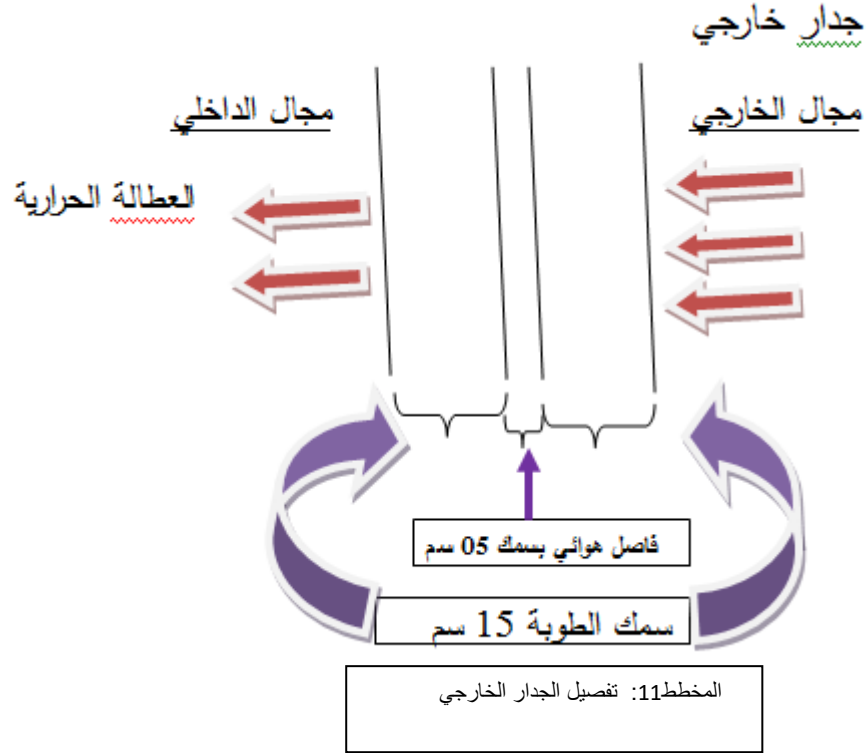 جدار خارجي
مجال الخارجي
مجال الداخلي
العطالة الحرارية
فاصل هوائي بسمك 05 سم
سمك الطوبة 15 سم
المخطط11: تفصيل الجدار الخارجي